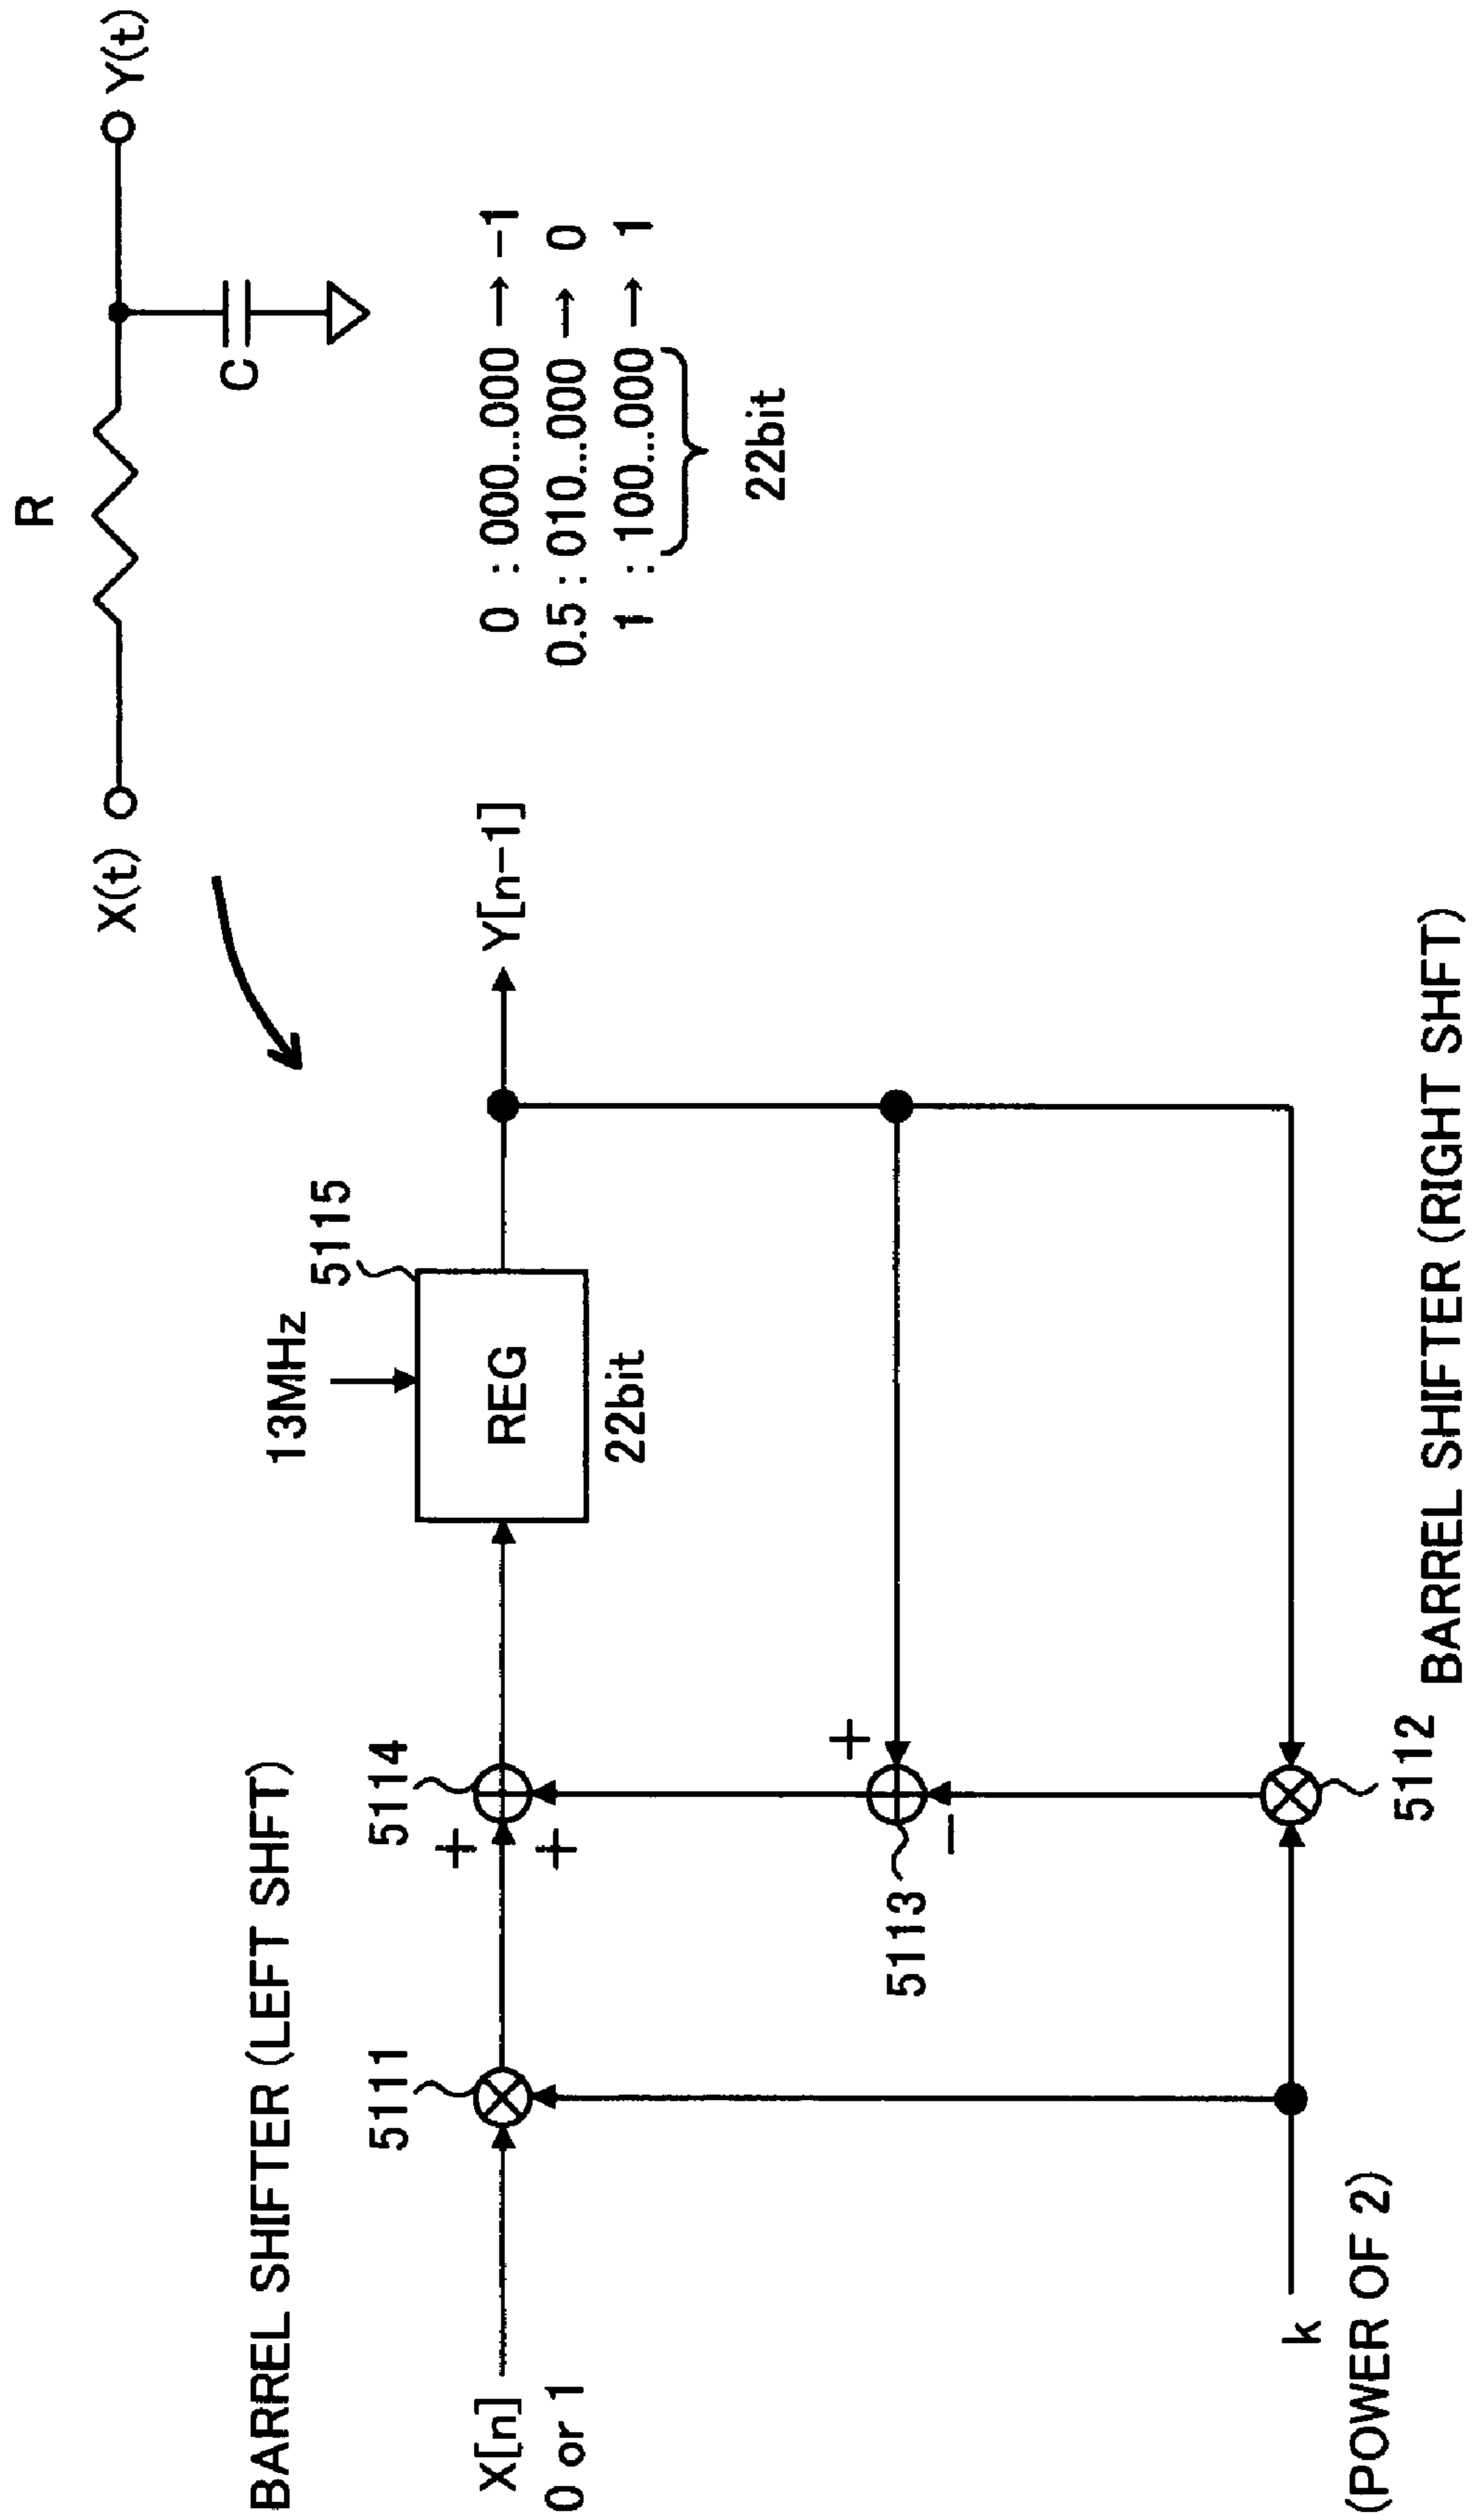 R
X(t)
Y(t)
C
0 : 000...000 → -1
0.5 : 010...000 → 0
1 : 100...000 → 1
22bit
BARREL SHIFTER (LEFT SHFT)
13MHz
5111
5114
5115
X[n]
0 or 1
REG
Y[n-1]
22bit
+
+
5113
+
-
k
(POWER OF 2)
5112
BARREL SHIFTER (RIGHT SHFT)